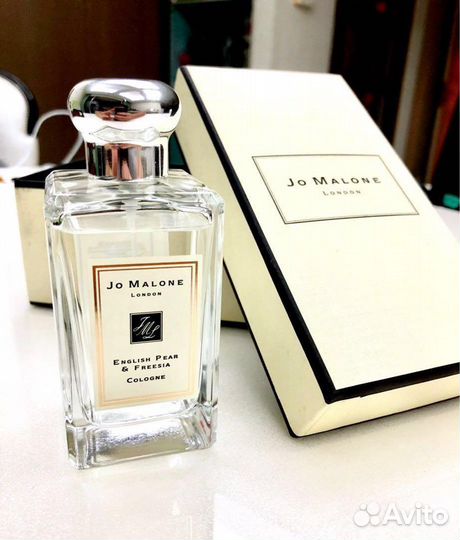 JO MALONE
LONDON
JML
ENGLISH PEAR
& FREESIA
COLOGNE
JO MALONE
LONDON
Avito